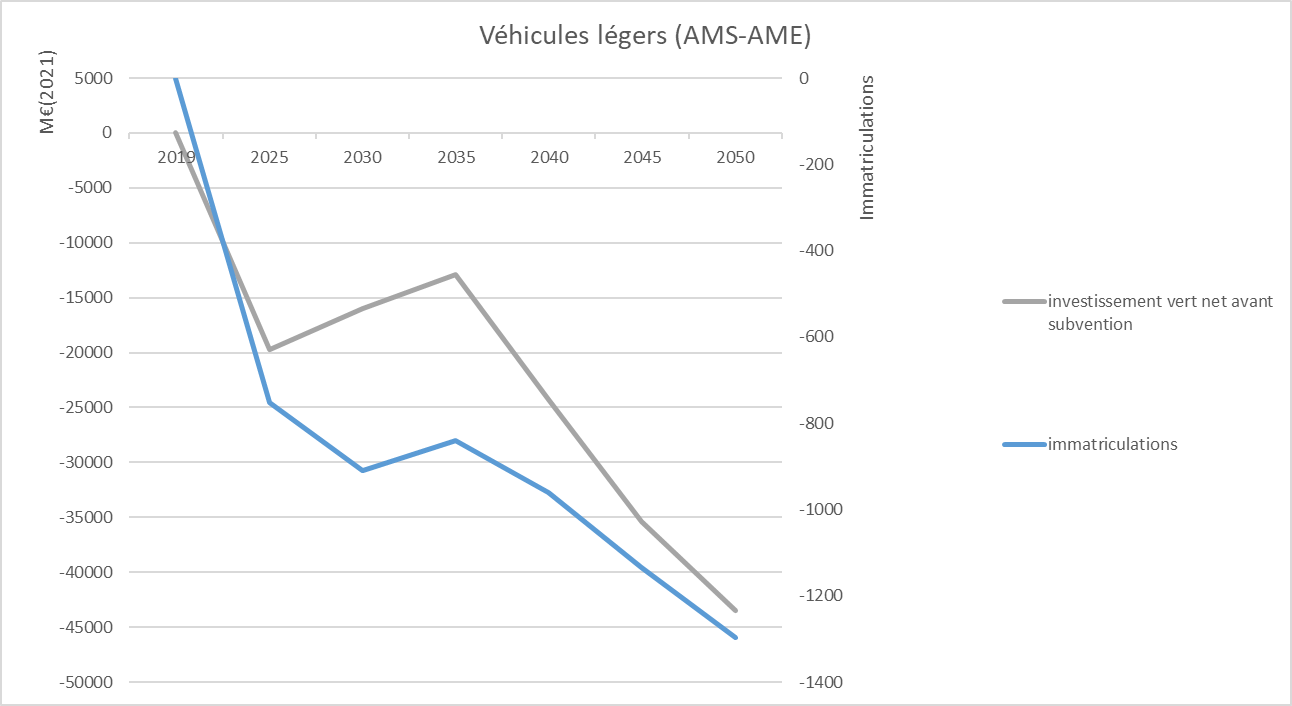 Véhicules légers (AMS-AME)
M€(2021)
5000
0
-5000
-10000
-15000
-20000
-25000
-30000
-35000
-40000
-45000
-50000
2019 2025 2030 2035 2040 2045 2050
0
-200
-400
-600
-800
-1000
-1200
-1400
Immatriculations
investissement vert net avant
subvention
immatriculations